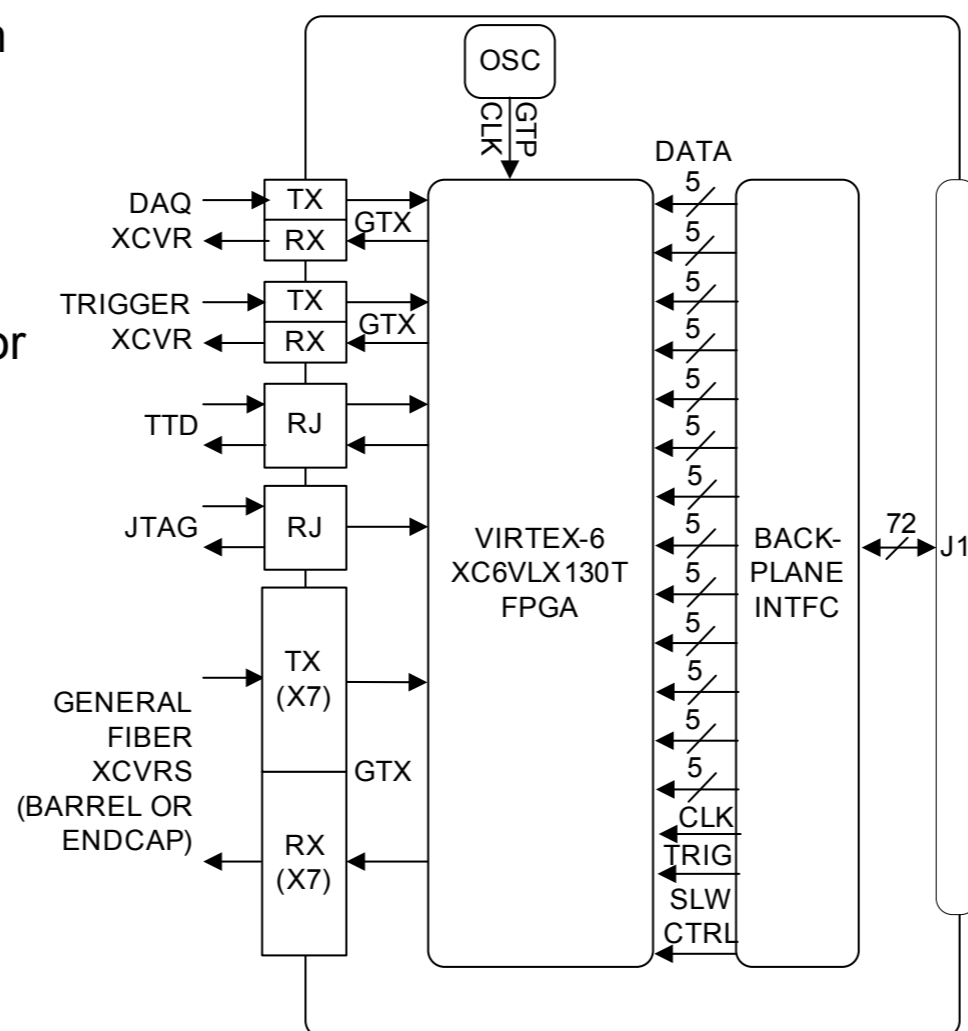 n
or
OSC
GTP
CLK
DATA
DAQ
XCVR
TX
RX
GTX
TRIGGER
XCVR
TX
RX
GTX
TTD
RJ
JTAG
RJ
GENERAL
FIBER
XCVRS
(BARREL OR
ENDCAP)
TX
(X7)
GTX
RX
(X7)
VIRTEX-6
XC6VLX130T
FPGA
5
5
5
5
5
5
5
5
5
5
5
5
5
CLK
TRIG
SLW
CTRL
BACK-
PLANE
INTFC
72
J1